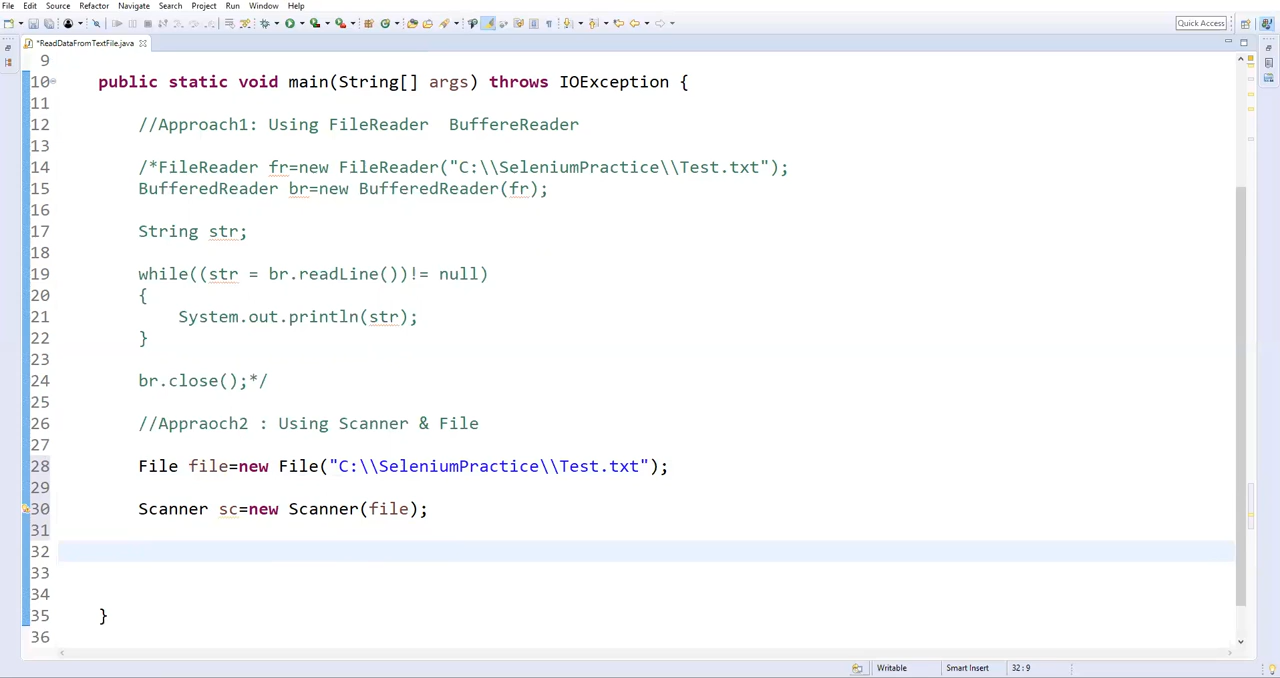 File Edit Source Refactor Navigate Search Project Run Window Help
Quick Access
*ReadDataFromTextFile.java
9
10 public static void main(String[] args) throws IOException {
11
12 //Approach1: Using FileReader  BuffereReader
13
14 /*FileReader fr=new FileReader("C:\\SeleniumPractice\\Test.txt");
15 BufferedReader br=new BufferedReader(fr);
16
17 String str;
18
19 while((str = br.readLine())!= null)
20 {
21 System.out.println(str);
22 }
23
24 br.close();*/
25
26 //Appraoch2 : Using Scanner & File
27
28 File file=new File("C:\\SeleniumPractice\\Test.txt");
29
30 Scanner sc=new Scanner(file);
31
32
33
34
35 }
36
Writable Smart Insert 32 : 9